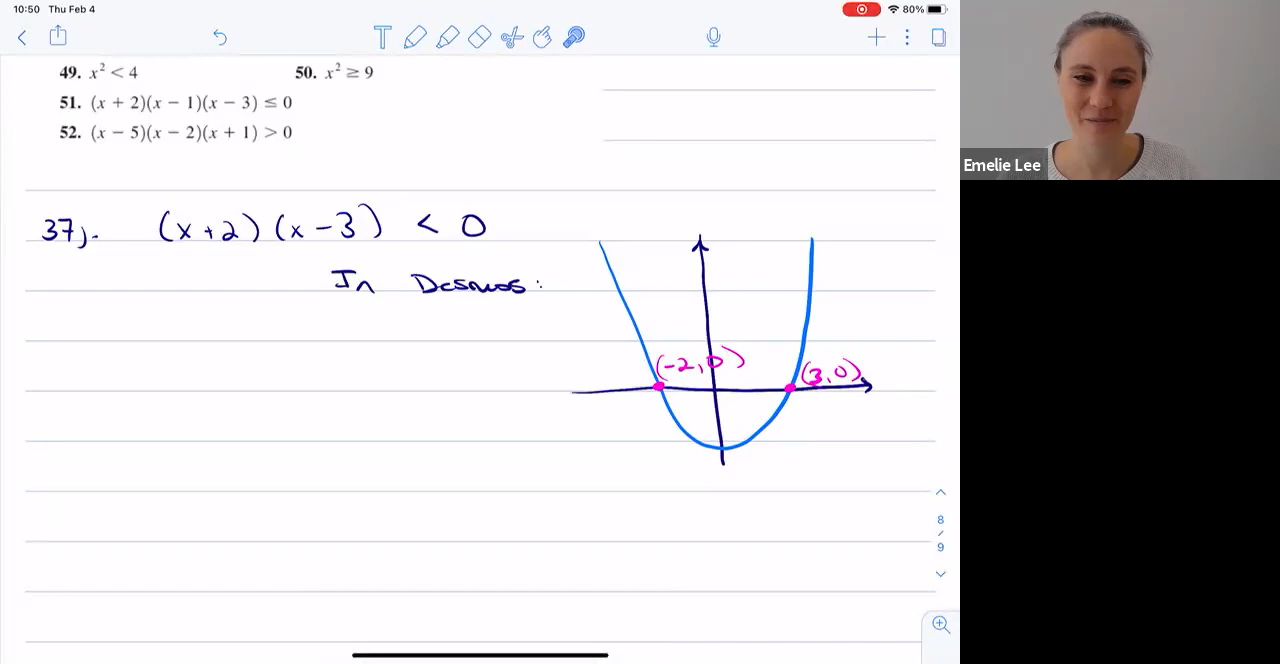 10:50 Thu Feb 4
80%
49. x² < 4 50. x² ≥ 9
51. (x + 2)(x − 1)(x − 3) ≤ 0
52. (x − 5)(x − 2)(x + 1) > 0
Emelie Lee
37). (x+2)(x-3) < 0
In Desmos:
(-2,0) (3,0)
8
/
9